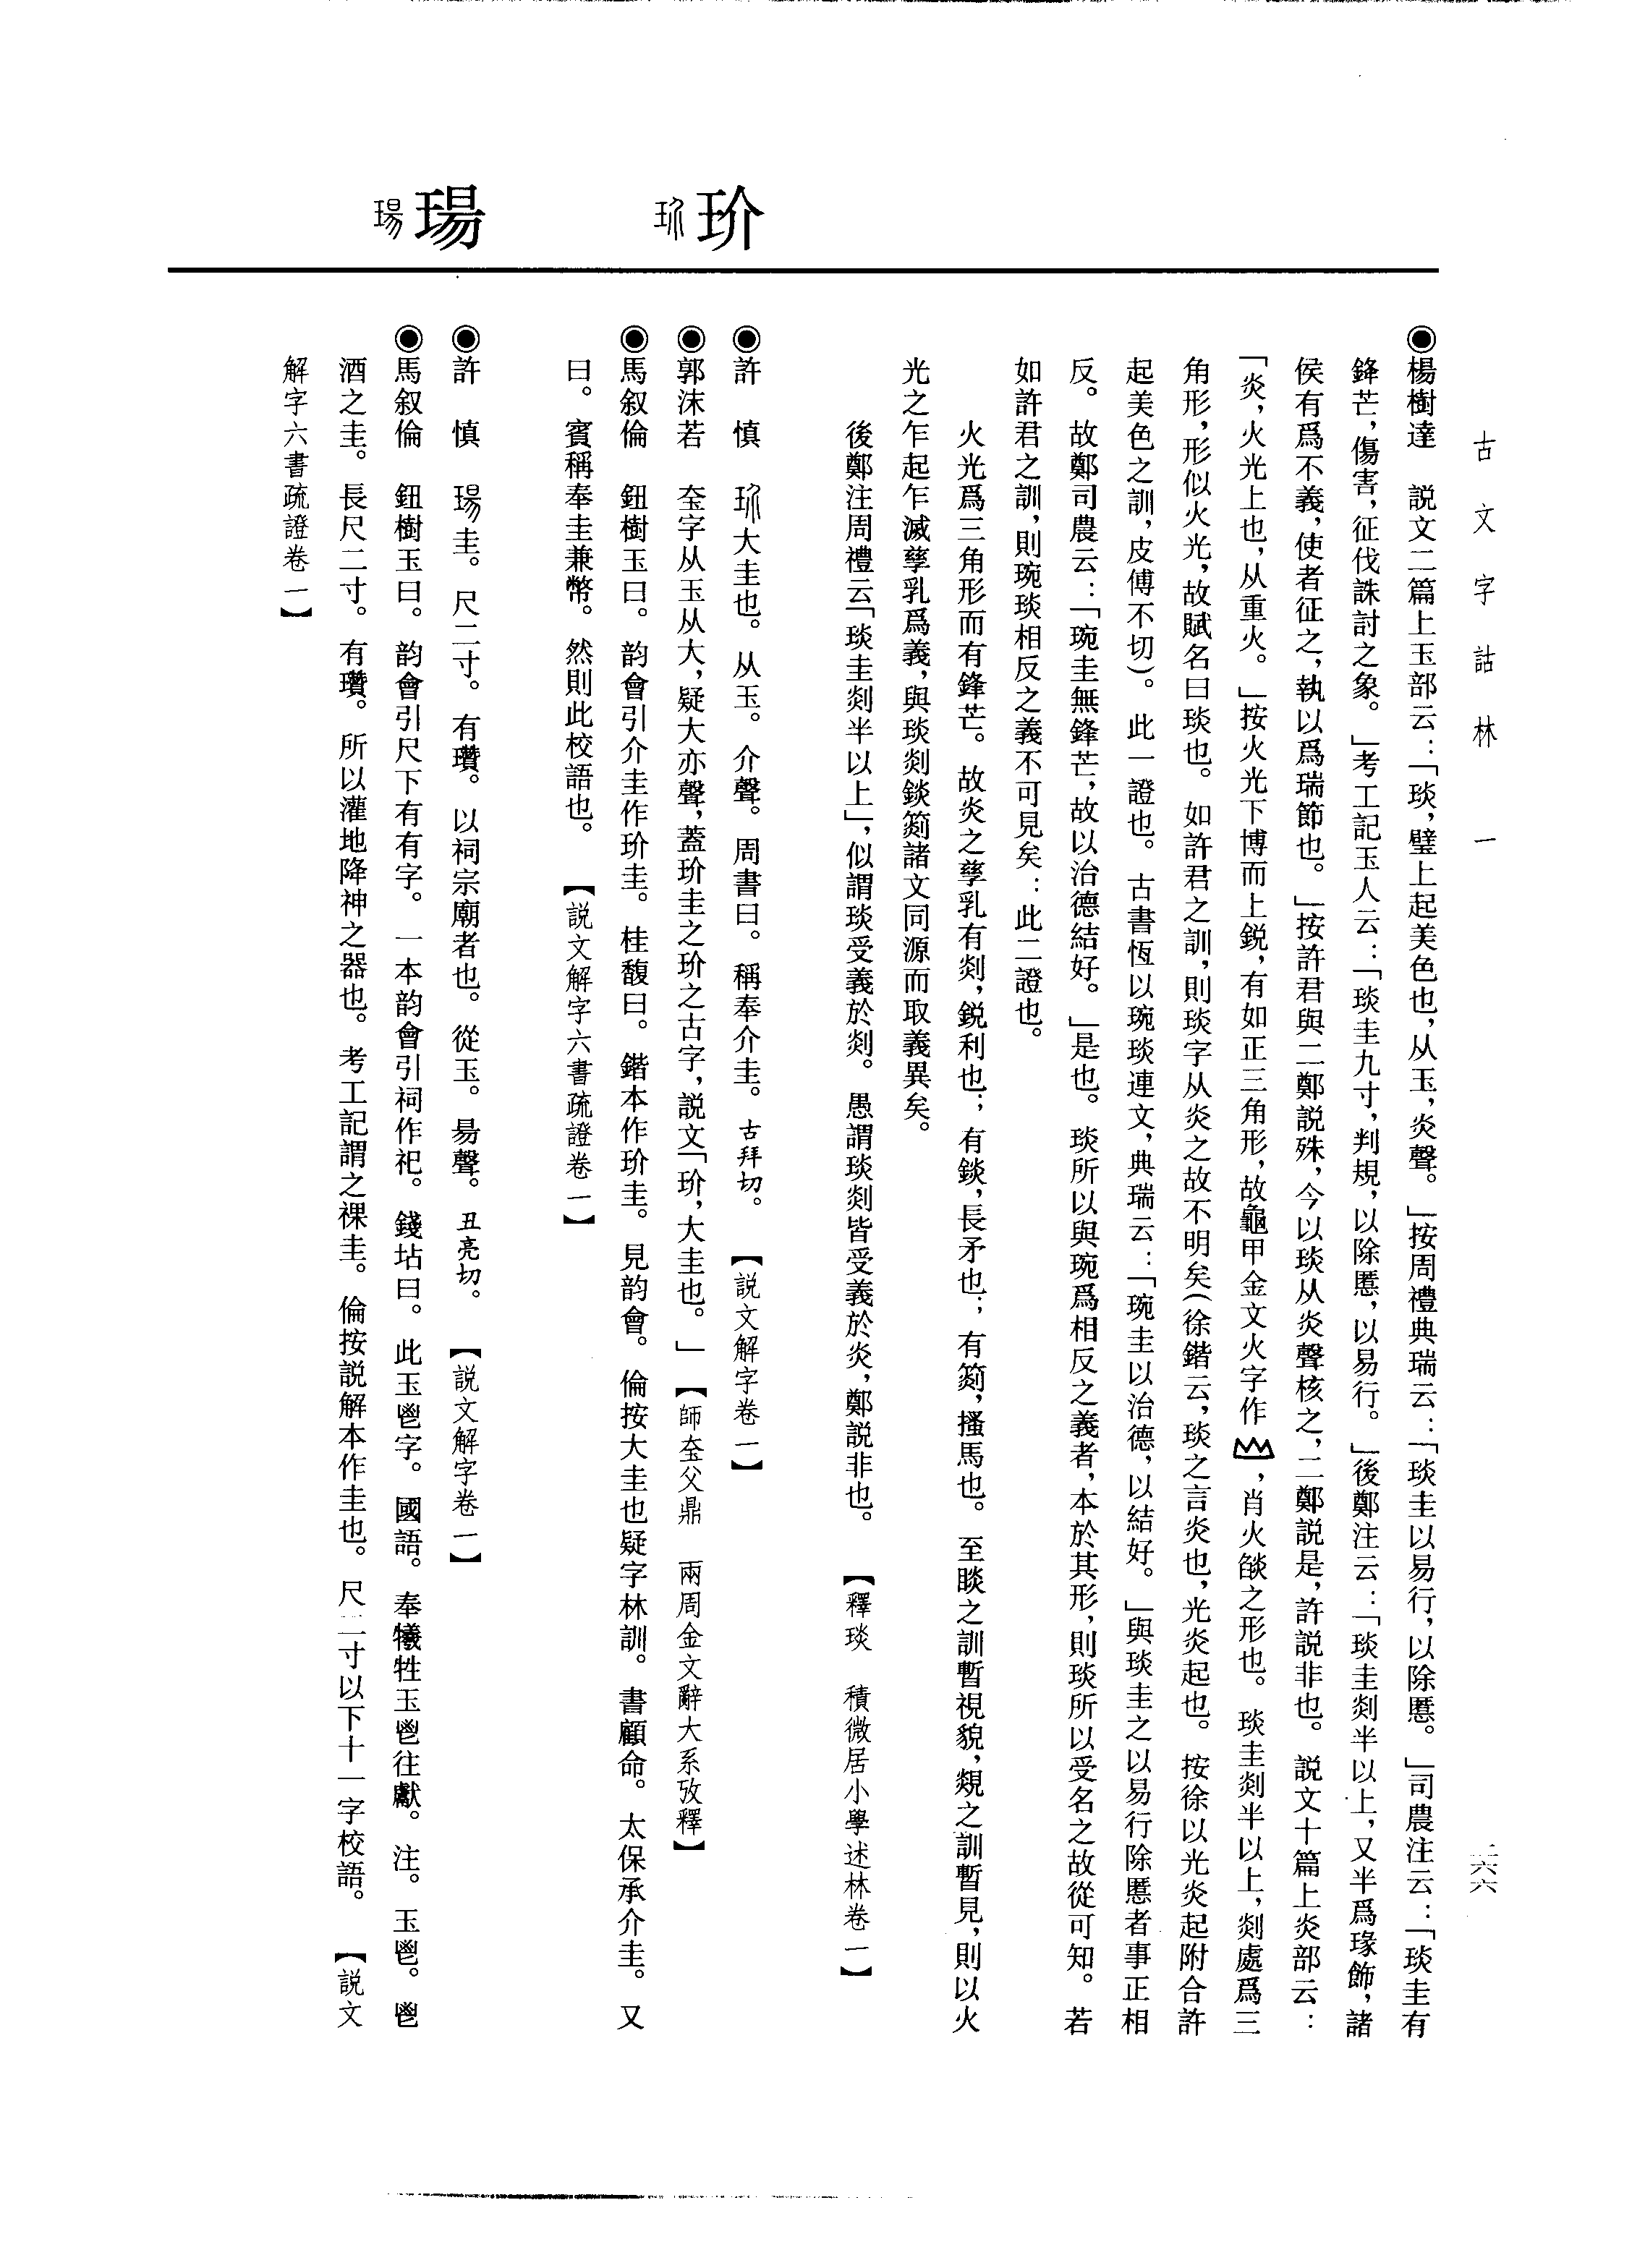 古文字詁林　一
二六六
◉楊樹達　説文二篇上玉部云：「琰，璧上起美色也，从玉，炎聲。」按周禮典瑞云：「琰圭以易行，以除慝。」司農注云：「琰圭有
鋒芒，傷害，征伐誅討之象。」考工記玉人云：「琰圭九寸，判規，以除慝，以易行。」後鄭注云：「琰圭剡半以上，又半爲瑑飾，諸
侯有爲不義，使者征之，執以爲瑞節也。」按許君與二鄭説殊，今以琰从炎聲核之，二鄭説是，許説非也。説文十篇上炎部云：
「炎，火光上也，从重火。」按火光下博而上鋭，有如正三角形，故龜甲金文火字作，肖火燄之形也。琰圭剡半以上，剡處爲三
角形，形似火光，故賦名曰琰也。如許君之訓，則琰字从炎之故不明矣（徐鍇云，琰之言炎也，光炎起也。按徐以光炎起附合許
起美色之訓，皮傅不切）。此一證也。古書恆以琬琰連文，典瑞云：「琬圭以治德，以結好。」與琰圭之以易行除慝者事正相
反。故鄭司農云：「琬圭無鋒芒，故以治德結好。」是也。琰所以與琬爲相反之義者，本於其形，則琰所以受名之故從可知。若
如許君之訓，則琬琰相反之義不可見矣：此二證也。
火光爲三角形而有鋒芒。故炎之孳乳有剡，鋭利也；有錟，長矛也；有䈁，搔馬也。至睒之訓暫視貌，覢之訓暫見，則以火
光之乍起乍滅孳乳爲義，與琰剡錟䈁諸文同源而取義異矣。
後鄭注周禮云「琰圭剡半以上」，似謂琰受義於剡。愚謂琰剡皆受義於炎，鄭説非也。　【釋琰　積微居小學述林卷一】
玠
◉許　慎　玠大圭也。从玉。介聲。周書曰。稱奉介圭。古拜切。　【説文解字卷一】
◉郭沫若　𡘇字从玉从大，疑大亦聲，蓋玠圭之玠之古字，説文「玠，大圭也。」　【師𡘇父鼎　兩周金文辭大系攷釋】
◉馬叙倫　鈕樹玉曰。韵會引介圭作玠圭。桂馥曰。鍇本作玠圭。見韵會。倫按大圭也疑字林訓。書顧命。太保承介圭。又
曰。賓稱奉圭兼幣。然則此校語也。　【説文解字六書疏證卷一】
瑒
◉許　慎　瑒圭。尺二寸。有瓚。以祠宗廟者也。從玉。昜聲。丑亮切。　【説文解字卷一】
◉馬叙倫　鈕樹玉曰。韵會引尺下有有字。一本韵會引祠作祀。錢坫曰。此玉鬯字。國語。奉犧牲玉鬯往獻。注。玉鬯。鬯
酒之圭。長尺二寸。有瓚。所以灌地降神之器也。考工記謂之祼圭。倫按説解本作圭也。尺二寸以下十一字校語。　【説文
解字六書疏證卷一】